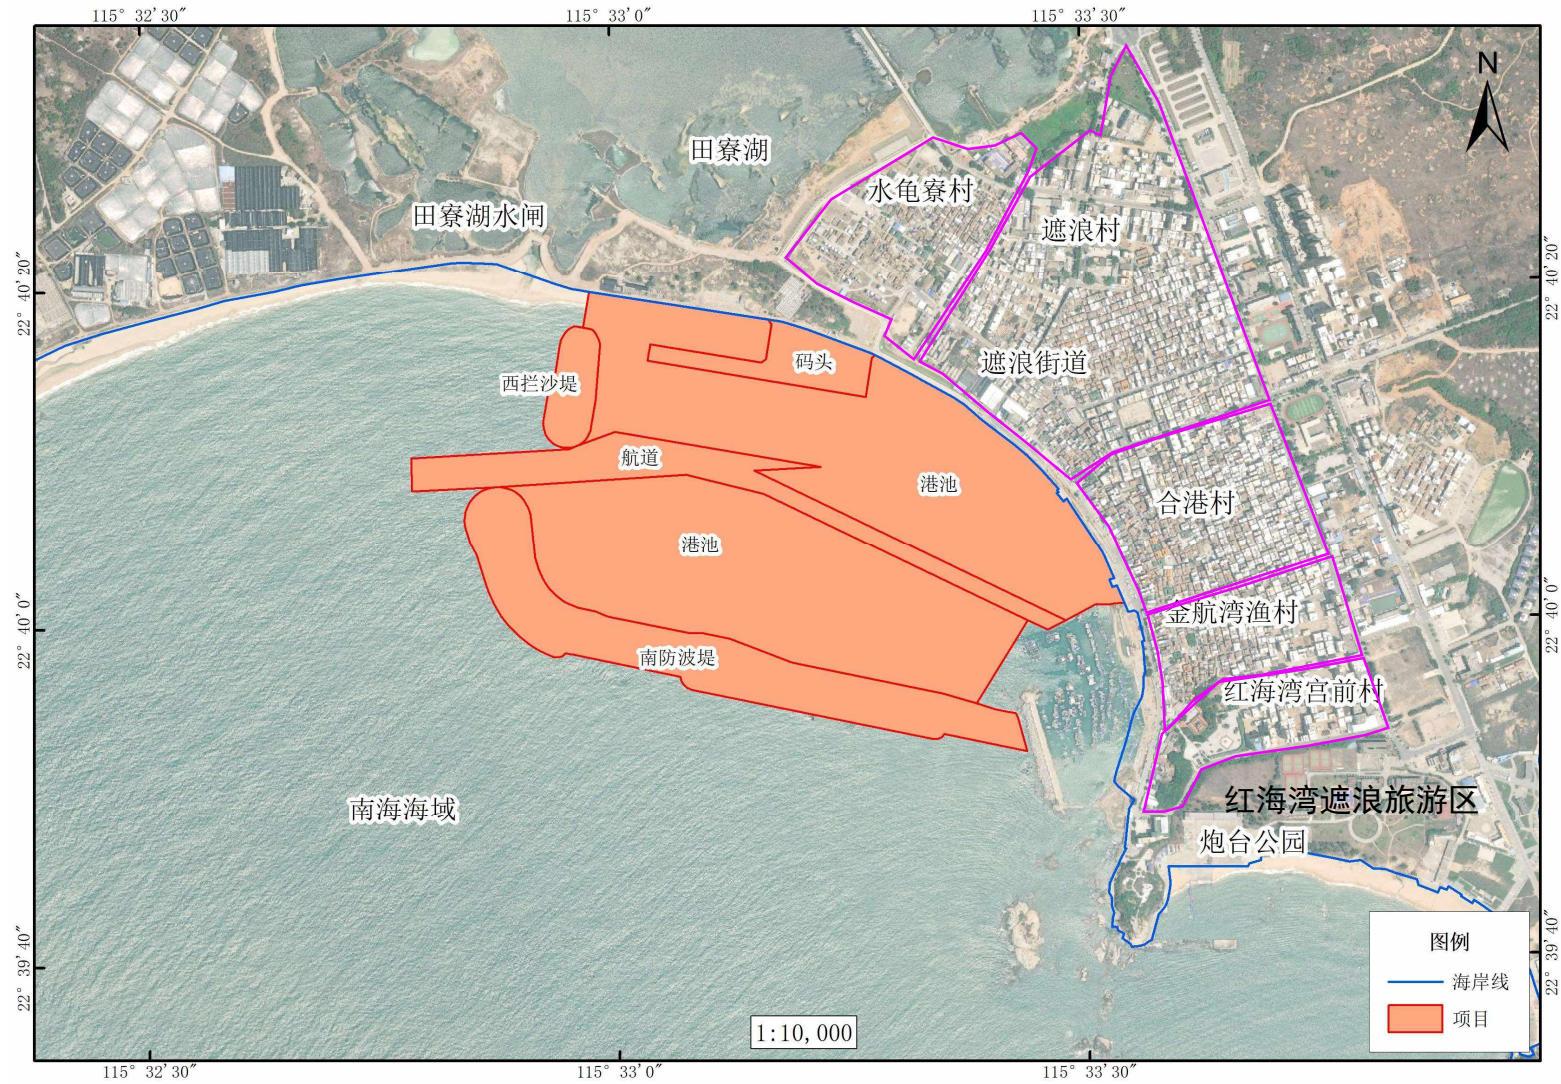 115° 32′30″
115° 33′0″
115° 33′30″
N
田寮湖
水龟寮村
田寮湖水闸
遮浪村
22° 40′20″
22° 40′20″
码头
遮浪街道
西拦沙堤
航道
港池
合港村
港池
22° 40′0″
22° 40′0″
金航湾渔村
南防波堤
红海湾宫前村
南海海域
红海湾遮浪旅游区
炮台公园
22° 39′40″
22° 39′40″
图例
海岸线
项目
1:10,000
115° 32′30″
115° 33′0″
115° 33′30″